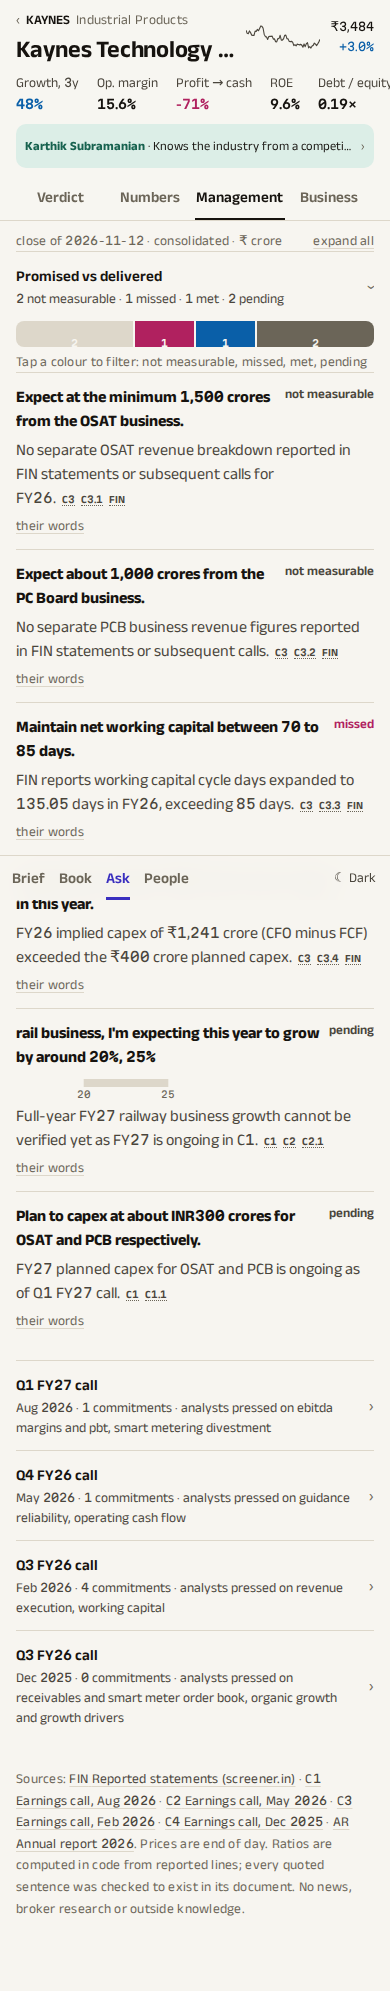 ‹ KAYNES Industrial Products
₹3,484
Kaynes Technology ...
+3.0%
Growth, 3y Op. margin Profit → cash ROE Debt / equity
48% 15.6% -71% 9.6% 0.19×
Karthik Subramanian · Knows the industry from a competi... ›
Verdict Numbers Management Business
close of 2026-11-12 · consolidated · ₹ crore expand all
Promised vs delivered
2 not measurable · 1 missed · 1 met · 2 pending
2 1 1 2
Tap a colour to filter: not measurable, missed, met, pending
Expect at the minimum 1,500 crores not measurable
from the OSAT business.
No separate OSAT revenue breakdown reported in
FIN statements or subsequent calls for
FY26. C3 C3.1 FIN
their words
Expect about 1,000 crores from the not measurable
PC Board business.
No separate PCB business revenue figures reported
in FIN statements or subsequent calls. C3 C3.2 FIN
their words
Maintain net working capital between 70 to missed
85 days.
FIN reports working capital cycle days expanded to
135.05 days in FY26, exceeding 85 days. C3 C3.3 FIN
their words
Brief Book Ask People ☾ Dark
in this year.
FY26 implied capex of ₹1,241 crore (CFO minus FCF)
exceeded the ₹400 crore planned capex. C3 C3.4 FIN
their words
rail business, I'm expecting this year to grow pending
by around 20%, 25%
20 25
Full-year FY27 railway business growth cannot be
verified yet as FY27 is ongoing in C1. C1 C2 C2.1
their words
Plan to capex at about INR300 crores for pending
OSAT and PCB respectively.
FY27 planned capex for OSAT and PCB is ongoing as
of Q1 FY27 call. C1 C1.1
their words
Q1 FY27 call
Aug 2026 · 1 commitments · analysts pressed on ebitda
margins and pbt, smart metering divestment
›
Q4 FY26 call
May 2026 · 1 commitments · analysts pressed on guidance
reliability, operating cash flow
›
Q3 FY26 call
Feb 2026 · 4 commitments · analysts pressed on revenue
execution, working capital
›
Q3 FY26 call
Dec 2025 · 0 commitments · analysts pressed on
receivables and smart meter order book, organic growth
and growth drivers
›
Sources: FIN Reported statements (screener.in) · C1
Earnings call, Aug 2026 · C2 Earnings call, May 2026 · C3
Earnings call, Feb 2026 · C4 Earnings call, Dec 2025 · AR
Annual report 2026. Prices are end of day. Ratios are
computed in code from reported lines; every quoted
sentence was checked to exist in its document. No news,
broker research or outside knowledge.